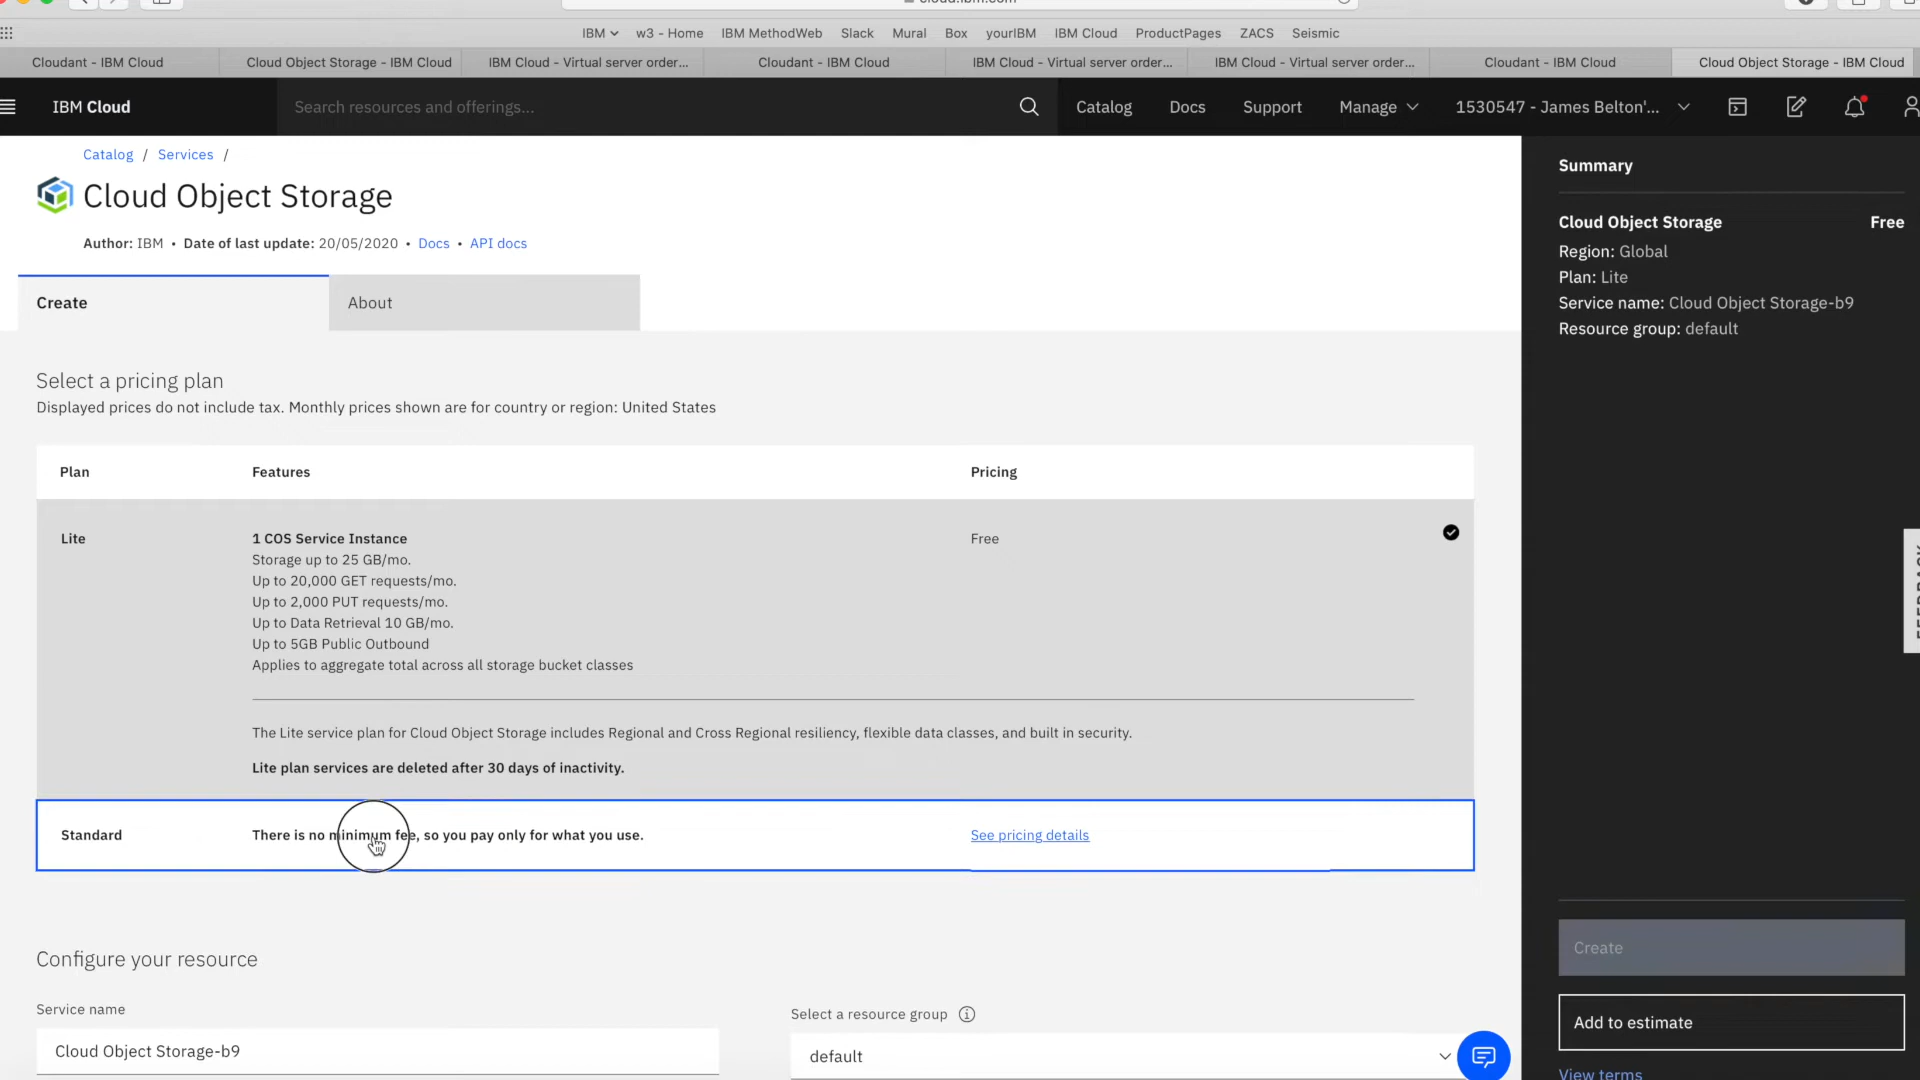 IBM
w3 - Home
IBM MethodWeb
Slack
Mural
Box
yourIBM
IBM Cloud
ProductPages
ZACS
Seismic
Cloudant - IBM Cloud
Cloud Object Storage - IBM Cloud
IBM Cloud - Virtual server order...
Cloudant - IBM Cloud
IBM Cloud - Virtual server order...
IBM Cloud - Virtual server order...
Cloudant - IBM Cloud
Cloud Object Storage - IBM Cloud
IBM Cloud
Search resources and offerings...
Catalog
Docs
Support
Manage
1530547 - James Belton'...
Catalog / Services /
Cloud Object Storage
Author: IBM • Date of last update: 20/05/2020 • Docs • API docs
Create
About
Select a pricing plan
Displayed prices do not include tax. Monthly prices shown are for country or region: United States
Plan
Features
Pricing
Lite
1 COS Service Instance
Free
Storage up to 25 GB/mo.
Up to 20,000 GET requests/mo.
Up to 2,000 PUT requests/mo.
Up to Data Retrieval 10 GB/mo.
Up to 5GB Public Outbound
Applies to aggregate total across all storage bucket classes
The Lite service plan for Cloud Object Storage includes Regional and Cross Regional resiliency, flexible data classes, and built in security.
Lite plan services are deleted after 30 days of inactivity.
Standard
There is no minimum fee, so you pay only for what you use.
See pricing details
Configure your resource
Service name
Cloud Object Storage-b9
Select a resource group
default
Summary
Cloud Object Storage
Free
Region: Global
Plan: Lite
Service name: Cloud Object Storage-b9
Resource group: default
Create
Add to estimate
View terms